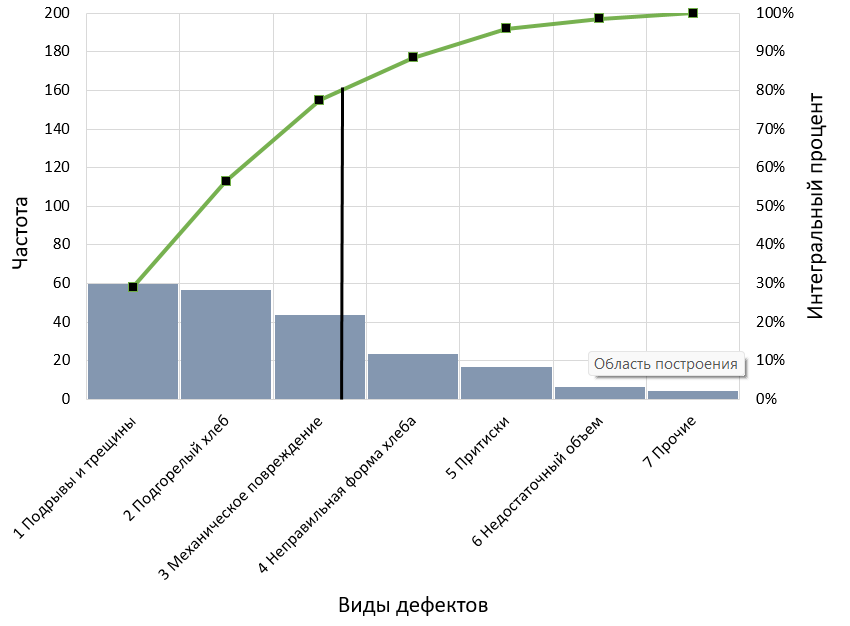 200
180
160
140
120
100
80
60
40
20
0
Частота
100%
90%
80%
70%
60%
50%
40%
30%
20%
10%
0%
Интегральный процент
Область построения
1 Подрывы и трещины
2 Подгорелый хлеб
3 Механическое повреждение
4 Неправильная форма хлеба
5 Притиски
6 Недостаточный объем
7 Прочие
Виды дефектов